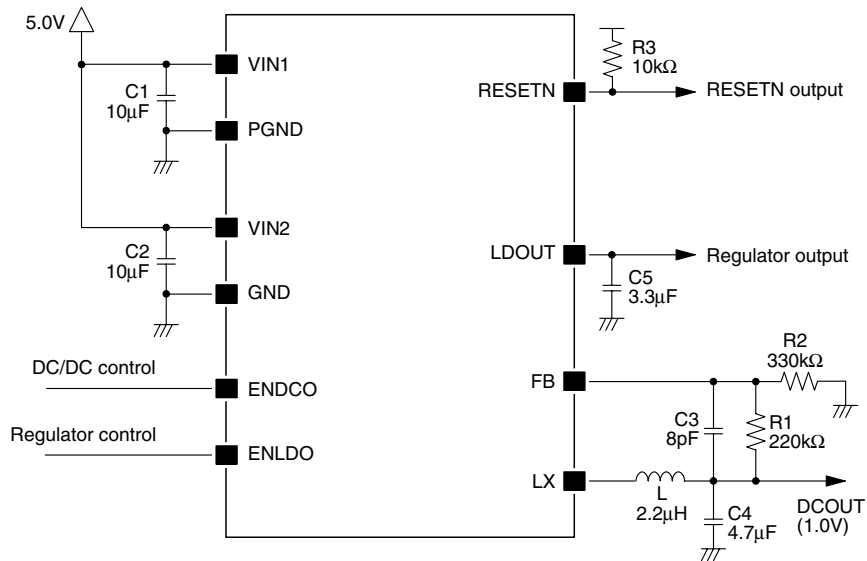 5.0V
VIN1
C1
10μF
PGND
VIN2
C2
10μF
GND
DC/DC control
ENDCO
Regulator control
ENLDO
R3
10kΩ
RESETN
RESETN output
LDOUT
Regulator output
C5
3.3μF
R2
330kΩ
FB
C3
8pF
R1
220kΩ
LX
L
2.2μH
C4
4.7μF
DCOUT
(1.0V)